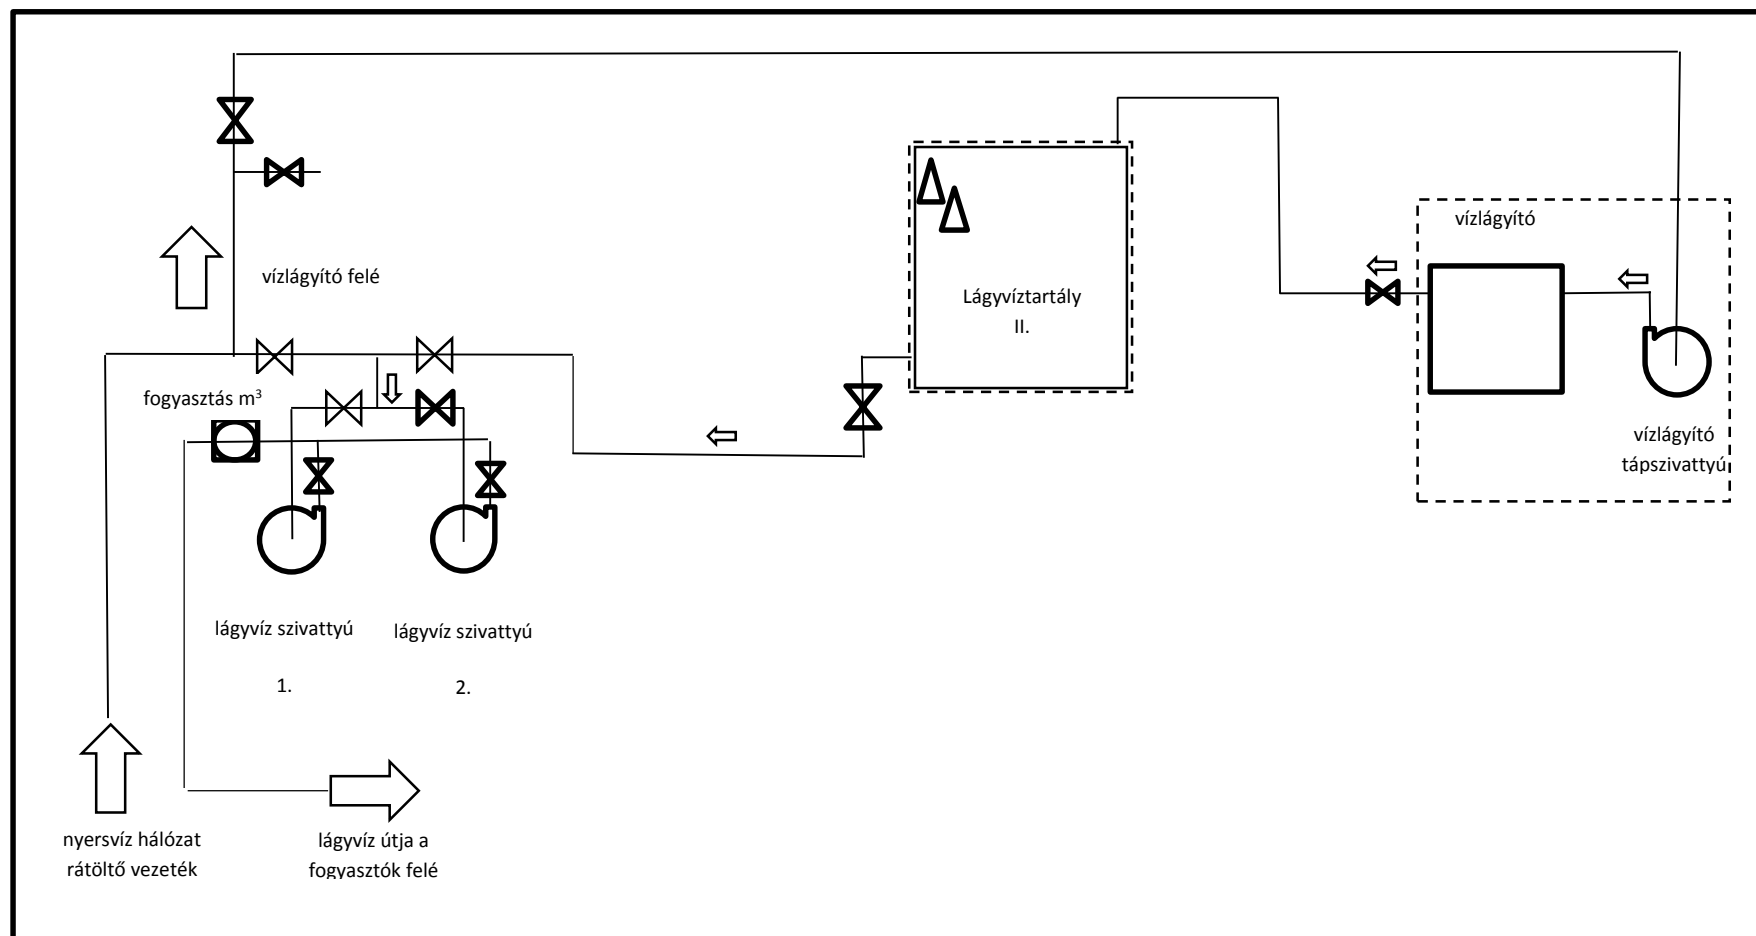 vízlágyító
vízlágyító felé
Lágyvíztartály
II.
fogyasztás m³
vízlágyító
tápszivattyú
lágyvíz szivattyú
1.
lágyvíz szivattyú
2.
nyersvíz hálózat
rátöltő vezeték
lágyvíz útja a
fogyasztók felé